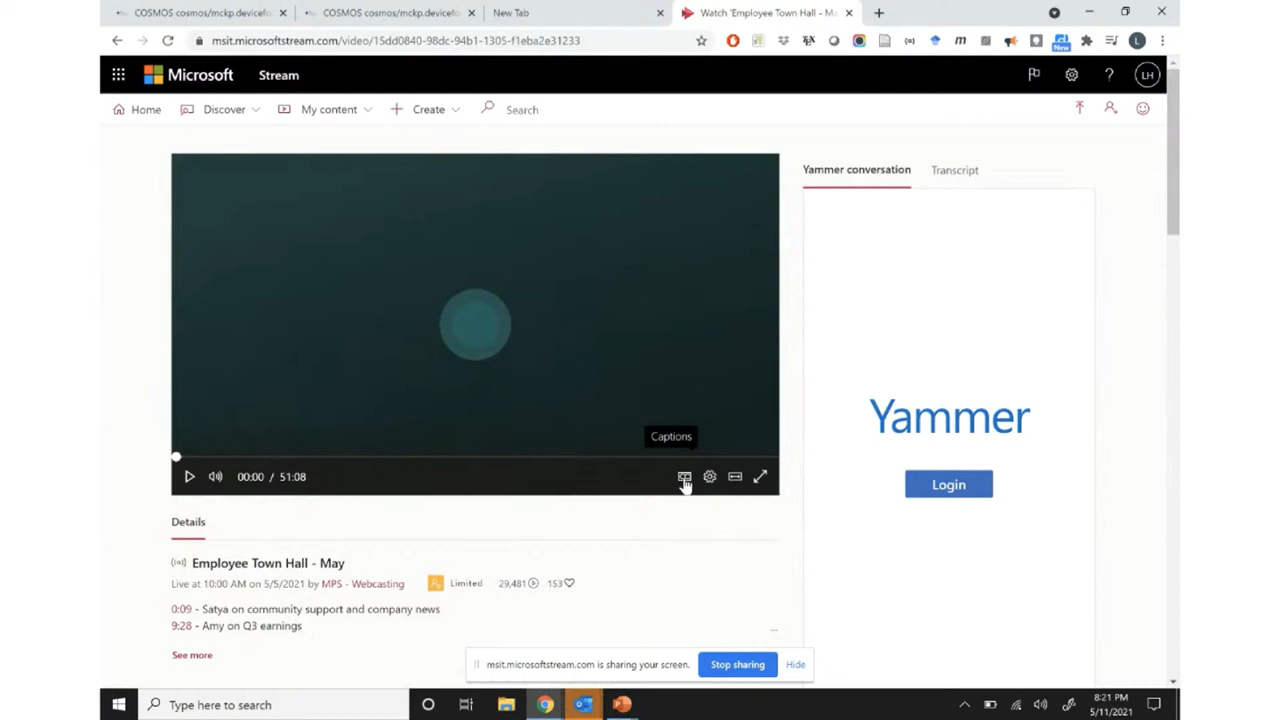 COSMOS cosmos/mckp.devicefo
COSMOS cosmos/mckp.devicefo
New Tab
Watch 'Employee Town Hall - M
msit.microsoftstream.com/video/15dd0840-98dc-94b1-1305-f1eba2e31233
New
L
Microsoft
Stream
LH
Home
Discover
My content
Create
Search
Yammer conversation
Transcript
Captions
00:00 / 51:08
Yammer
Login
Details
Employee Town Hall - May
Live at 10:00 AM on 5/5/2021 by MPS - Webcasting
Limited
29,481
153
0:09 - Satya on community support and company news
9:28 - Amy on Q3 earnings
...
See more
msit.microsoftstream.com is sharing your screen.
Stop sharing
Hide
Type here to search
8:21 PM
5/11/2021